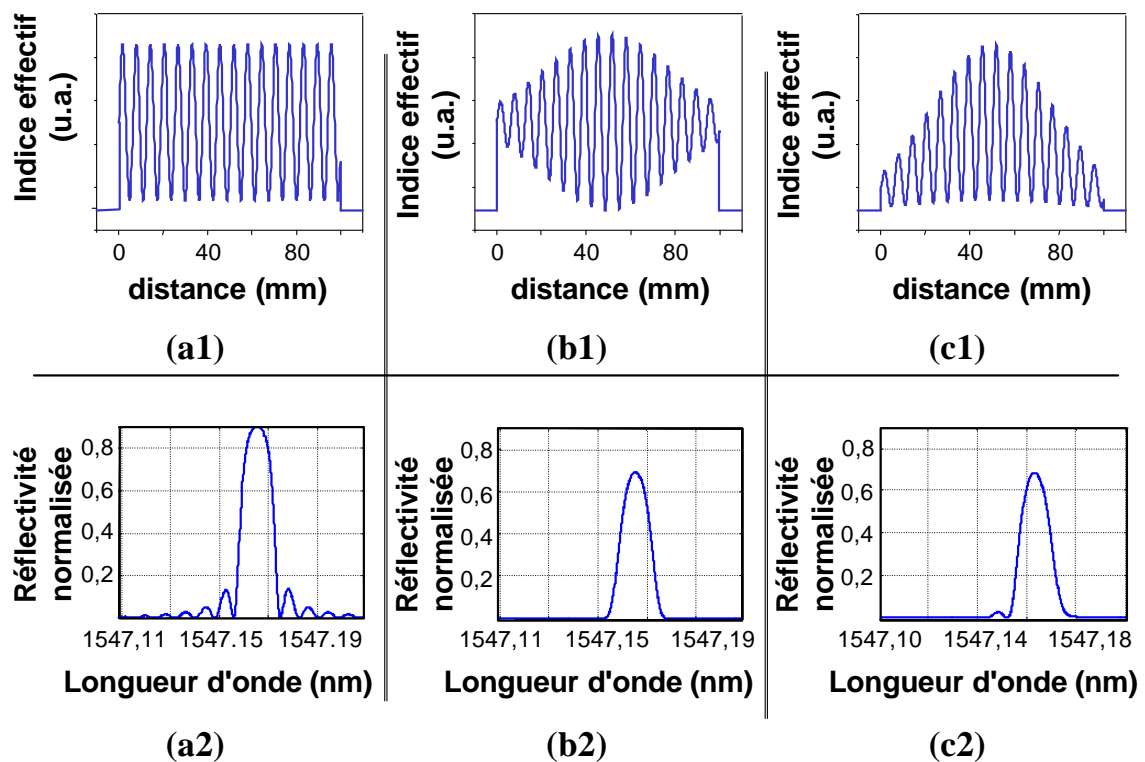 Indice effectif
(u.a.)
0 40 80
distance (mm)
(a1)
Indice effectif
(u.a.)
0 40 80
distance (mm)
(b1)
Indice effectif
(u.a.)
0 40 80
distance (mm)
(c1)
Réflectivité
normalisée
0,8
0,6
0,4
0,2
1547,11 1547.15 1547.19
Longueur d'onde (nm)
(a2)
Réflectivité
normalisée
0,8
0,6
0,4
0,2
1547,11 1547,15 1547,19
Longueur d'onde (nm)
(b2)
Réflectivité
normalisée
0,8
0,6
0,4
0,2
1547,10 1547,14 1547,18
Longueur d'onde (nm)
(c2)